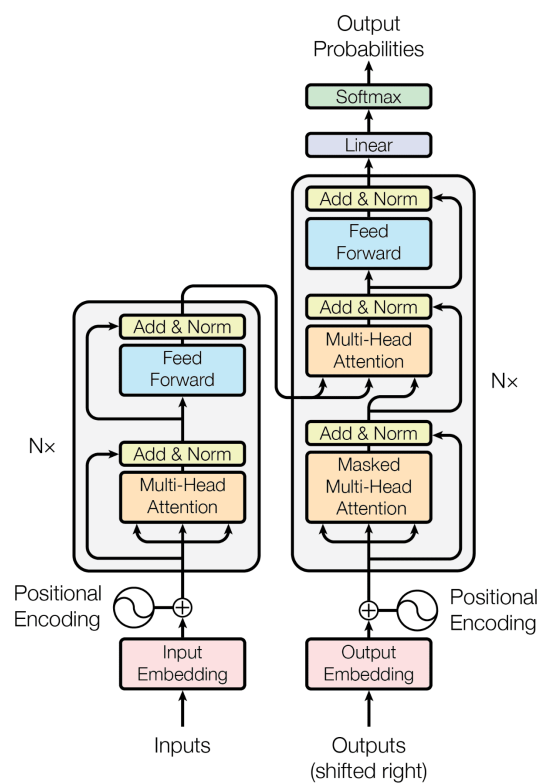 Output
Probabilities
Softmax
Linear
Add & Norm
Feed
Forward
Add & Norm
Multi-Head
Attention
Add & Norm
Masked
Multi-Head
Attention
Nx
Add & Norm
Feed
Forward
Add & Norm
Multi-Head
Attention
N×
Positional
Encoding
Positional
Encoding
Input
Embedding
Output
Embedding
Inputs
Outputs
(shifted right)